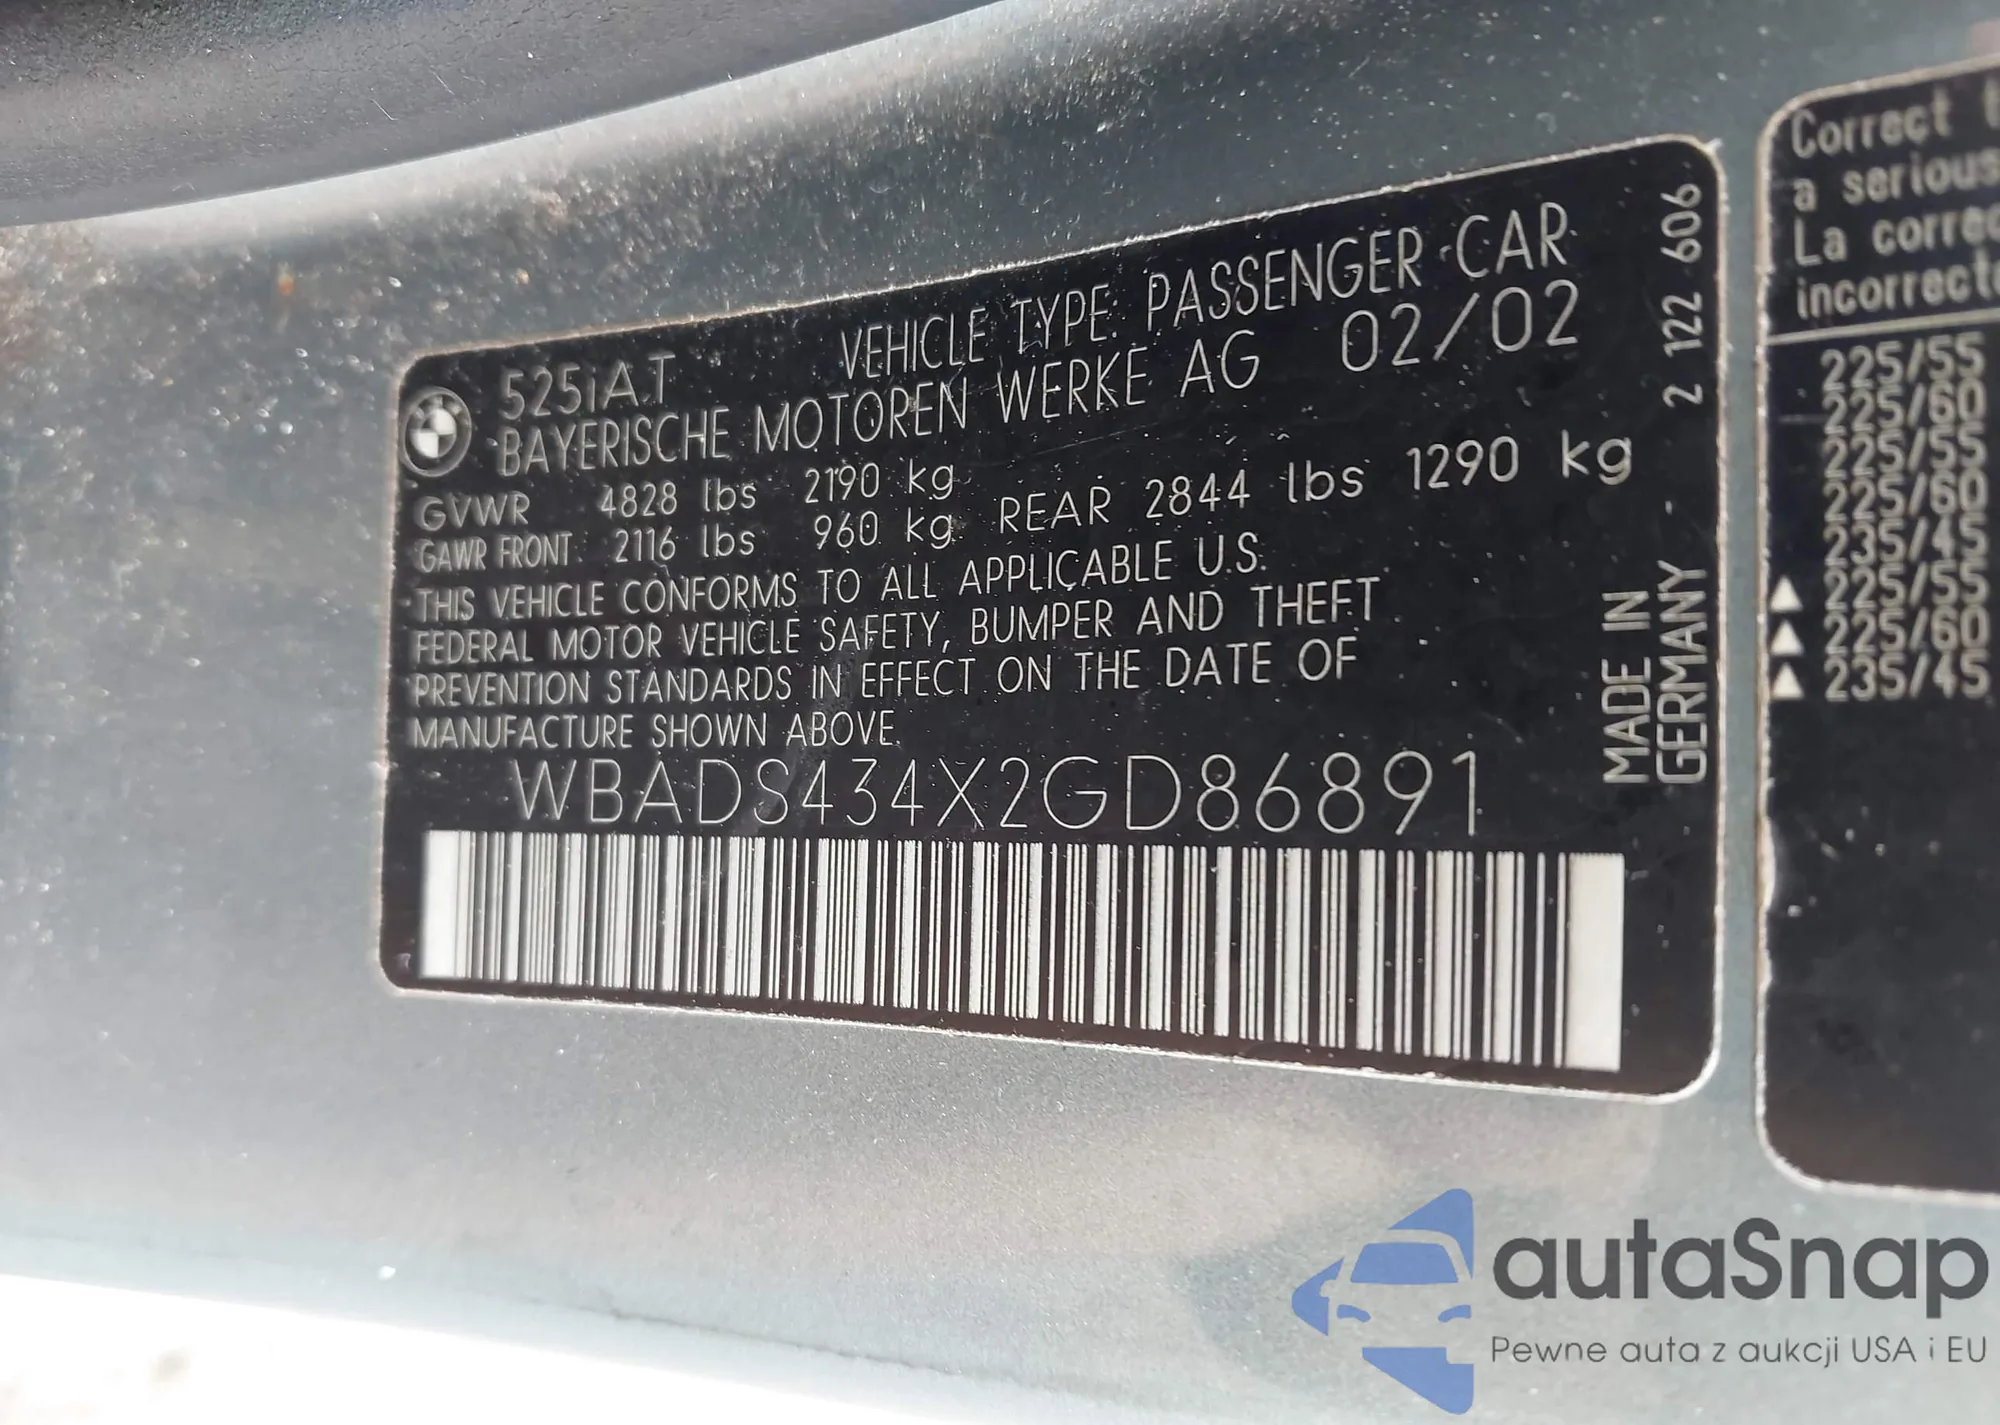 525iA.T VEHICLE TYPE: PASSENGER CAR
BAYERISCHE MOTOREN WERKE AG 02/02
GVWR 4828 lbs 2190 kg
GAWR FRONT: 2116 lbs 960 kg REAR 2844 lbs 1290 kg
THIS VEHICLE CONFORMS TO ALL APPLICABLE U.S.
FEDERAL MOTOR VEHICLE SAFETY, BUMPER AND THEFT
PREVENTION STANDARDS IN EFFECT ON THE DATE OF
MANUFACTURE SHOWN ABOVE.
WBADS434X2GD86891
MADE IN
GERMANY - 2 122 606
Correct t
a serious
La correc
incorrecte
225/55
225/60
225/55
225/60
235/45
▲ 225/55
▲ 225/60
▲ 235/45
autaSnap
Pewne auta z aukcji USA i EU